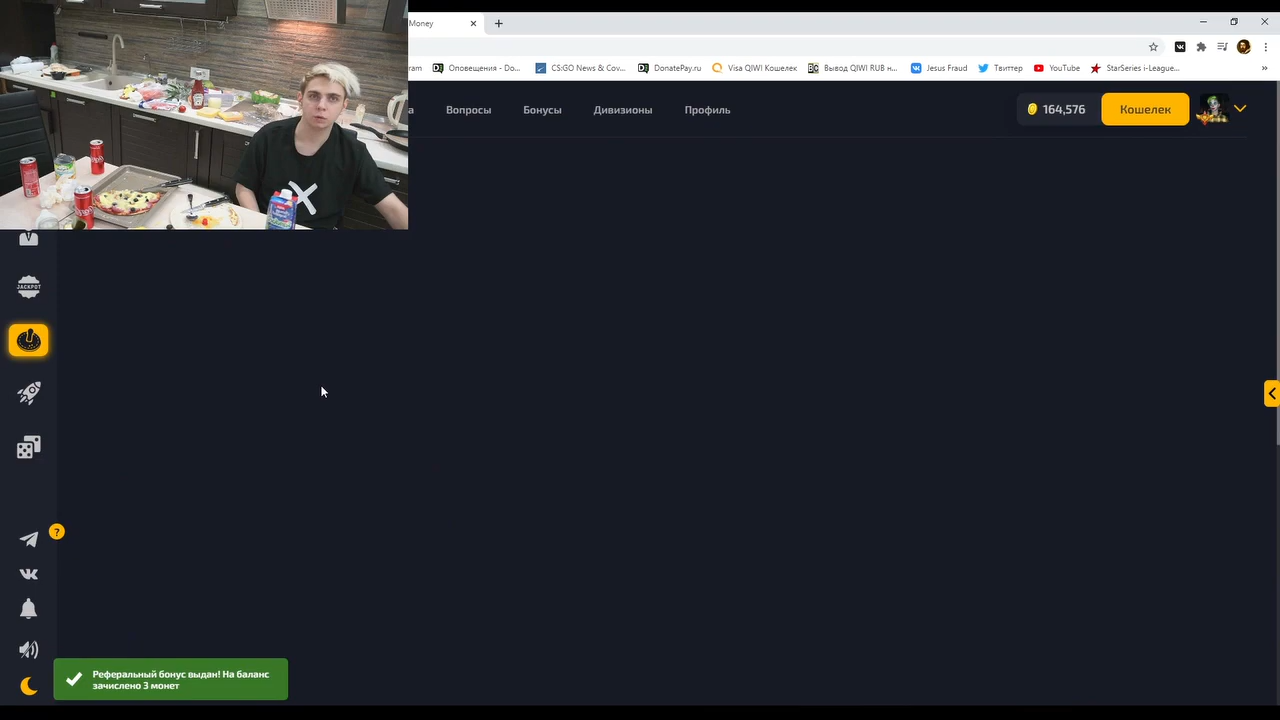 Money
ram
Оповещения - Do...
CS:GO News & Cov...
DonatePay.ru
Visa QIWI Кошелек
Вывод QIWI RUB н...
Jesus Fraud
Твиттер
YouTube
StarSeries i-League...
»
а
Вопросы
Бонусы
Дивизионы
Профиль
164,576
Кошелек
JACKPOT
?
Реферальный бонус выдан! На баланс
зачислено 3 монет